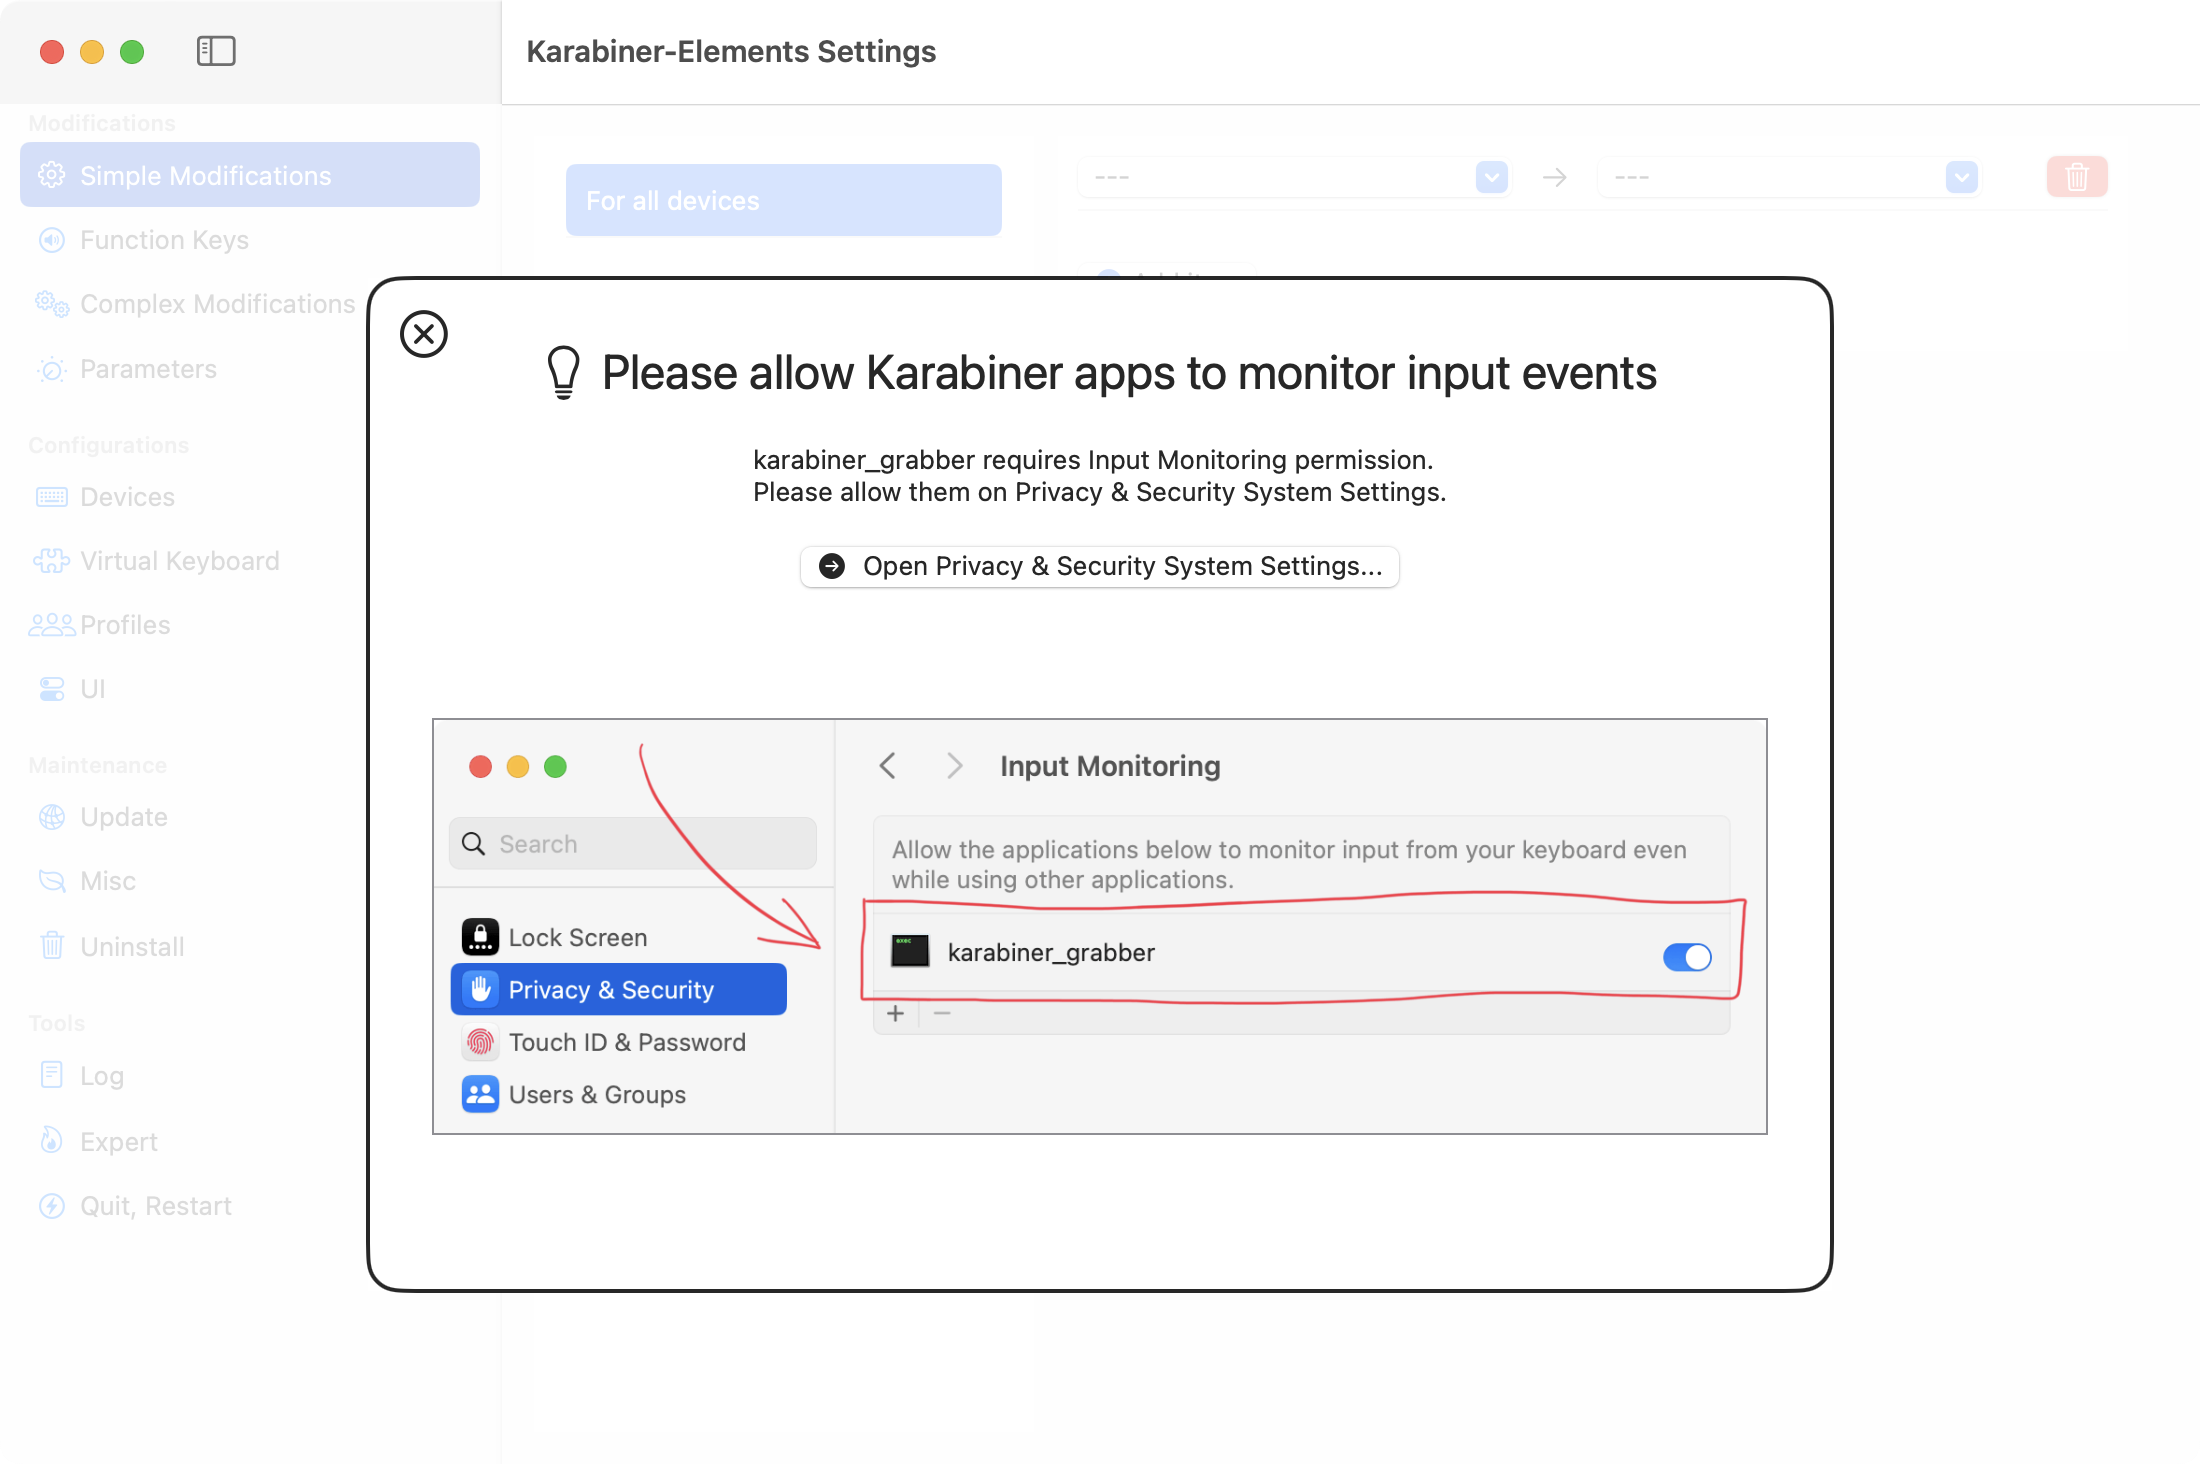 Karabiner-Elements Settings
Modifications
Simple Modifications
Function Keys
Complex Modifications
Parameters
Configurations
Devices
Virtual Keyboard
Profiles
UI
Maintenance
Update
Misc
Uninstall
Tools
Log
Expert
Quit, Restart
For all devices
---
---
Please allow Karabiner apps to monitor input events
karabiner_grabber requires Input Monitoring permission.
Please allow them on Privacy & Security System Settings.
Open Privacy & Security System Settings...
Search
Lock Screen
Privacy & Security
Touch ID & Password
Users & Groups
Input Monitoring
Allow the applications below to monitor input from your keyboard even
while using other applications.
exec
karabiner_grabber